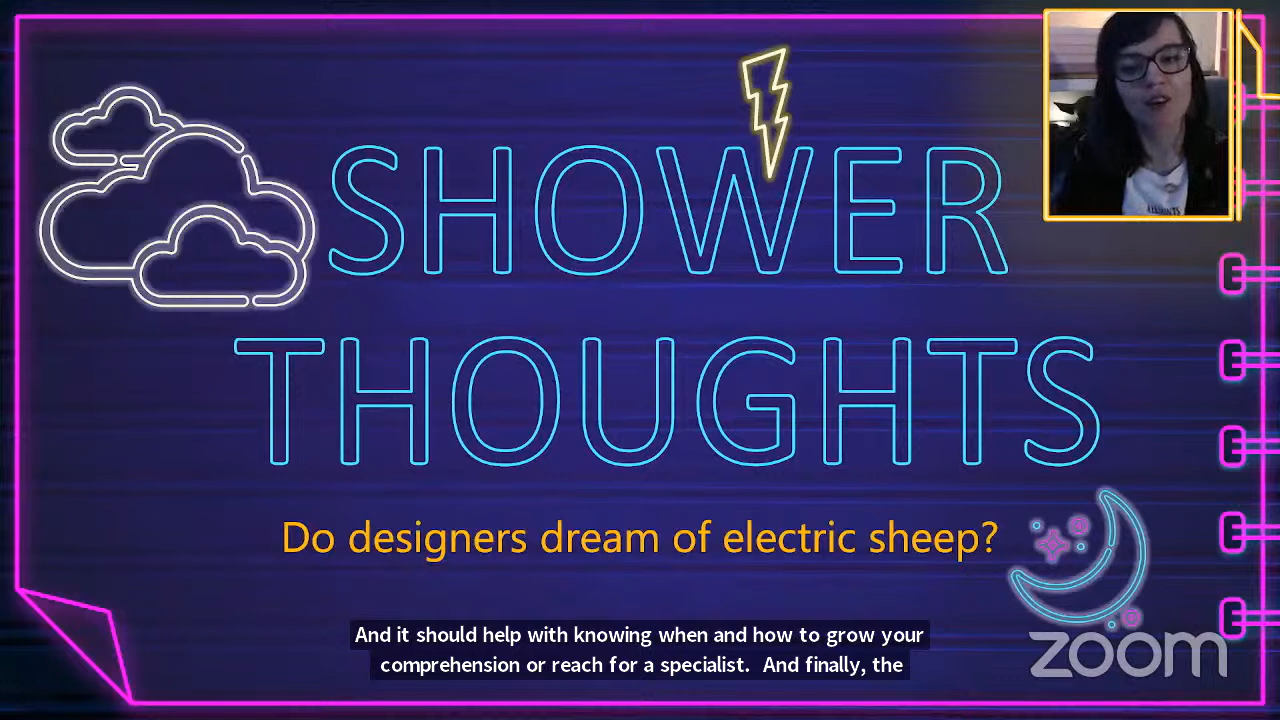 SHOWER
THOUGHTS
Do designers dream of electric sheep?
And it should help with knowing when and how to grow your
comprehension or reach for a specialist. And finally, the
zoom